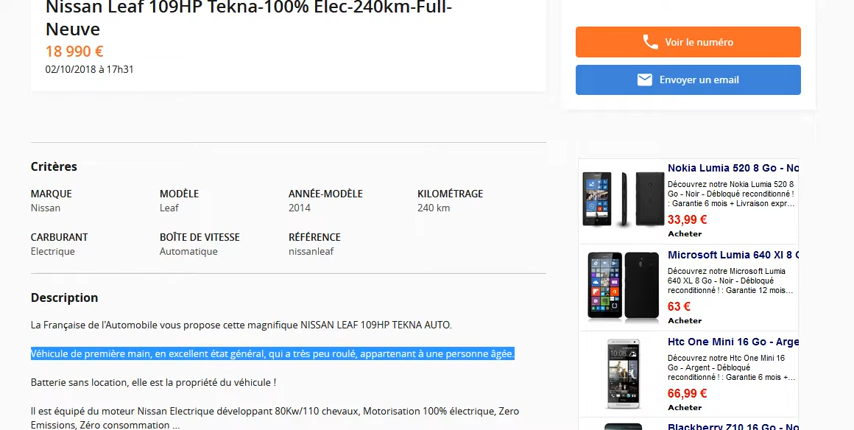 Nissan Leaf 109HP Tekna-100% Elec-240km-Full-
Neuve
18 990 €
02/10/2018 à 17h31
Voir le numéro
Envoyer un email
Critères
MARQUE
Nissan
MODÈLE
Leaf
ANNÉE-MODÈLE
2014
KILOMÉTRAGE
240 km
CARBURANT
Electrique
BOÎTE DE VITESSE
Automatique
RÉFÉRENCE
nissanleaf
Description
La Française de l'Automobile vous propose cette magnifique NISSAN LEAF 109HP TEKNA AUTO.
Véhicule de première main, en excellent état général, qui a très peu roulé, appartenant à une personne âgée.
Batterie sans location, elle est la propriété du véhicule !
Il est équipé du moteur Nissan Electrique développant 80Kw/110 chevaux, Motorisation 100% électrique, Zero
Emissions, Zéro consommation ...
Nokia Lumia 520 8 Go - No
Découvrez notre Nokia Lumia 520 8
Go - Noir - Débloqué reconditionné !
: Garantie 6 mois + Livraison expr...
33,99 €
Acheter
Microsoft Lumia 640 Xl 8 G
Découvrez notre Microsoft Lumia
640 XL 8 Go - Noir - Débloqué
reconditionné ! : Garantie 12 mois...
63 €
Acheter
Htc One Mini 16 Go - Arge
Découvrez notre Htc One Mini 16
Go - Argent - Débloqué
reconditionné ! : Garantie 6 mois +...
66,99 €
Acheter
Blackberry Z10 16 Go - No